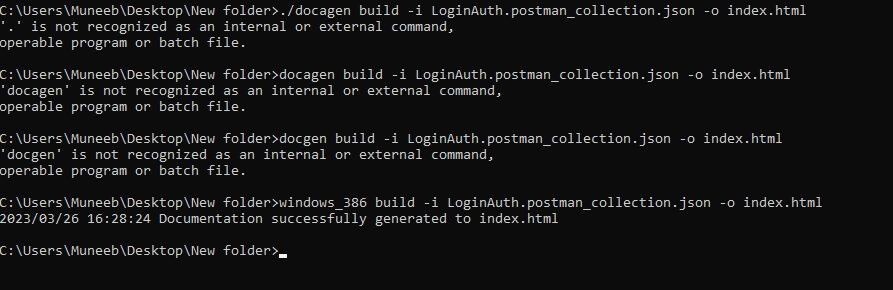 C:\Users\Muneeb\Desktop\New folder>./docagen build -i LoginAuth.postman_collection.json -o index.html
'.' is not recognized as an internal or external command,
operable program or batch file.
C:\Users\Muneeb\Desktop\New folder>docagen build -i LoginAuth.postman_collection.json -o index.html
'docagen' is not recognized as an internal or external command,
operable program or batch file.
C:\Users\Muneeb\Desktop\New folder>docgen build -i LoginAuth.postman_collection.json -o index.html
'docgen' is not recognized as an internal or external command,
operable program or batch file.
C:\Users\Muneeb\Desktop\New folder>windows_386 build -i LoginAuth.postman_collection.json -o index.html
2023/03/26 16:28:24 Documentation successfully generated to index.html
C:\Users\Muneeb\Desktop\New folder>